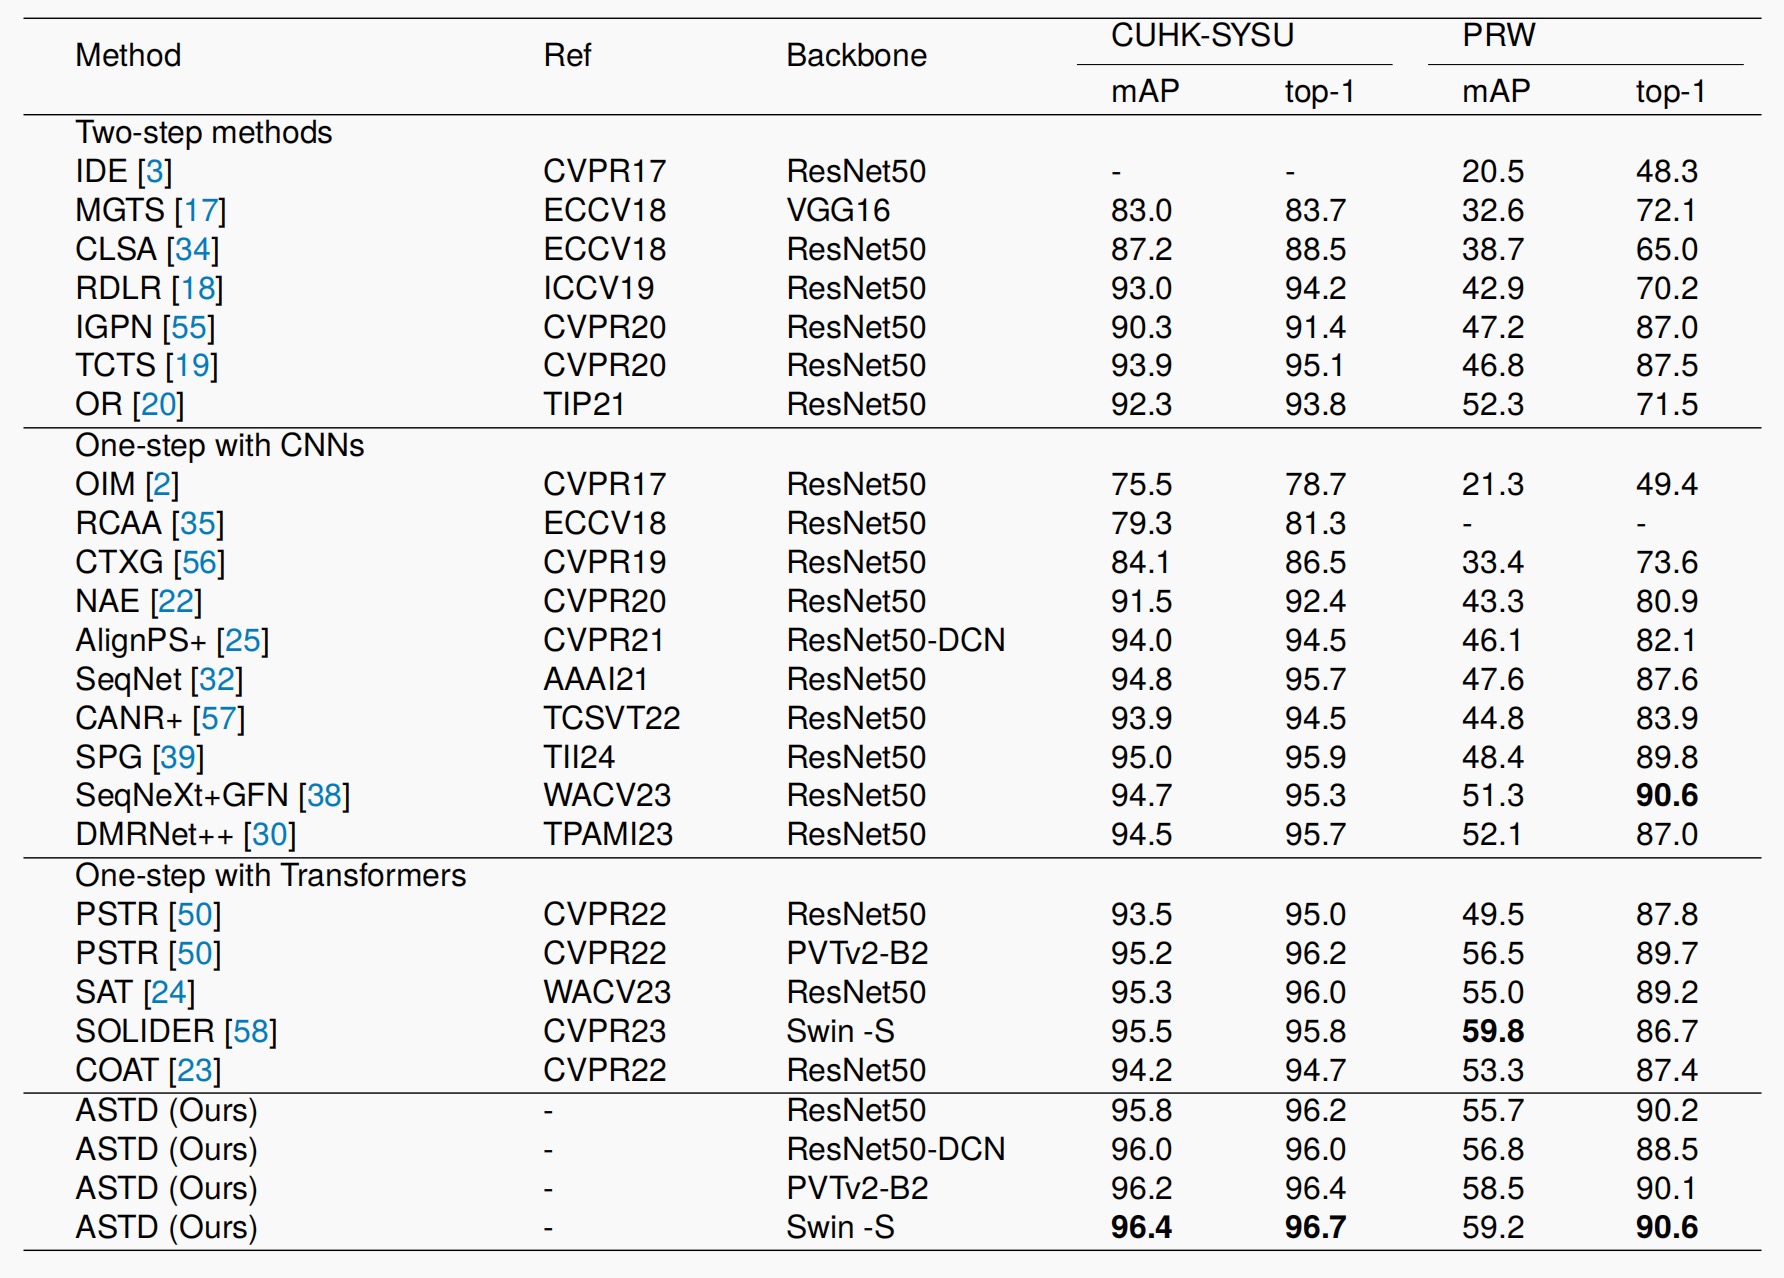 Method Ref Backbone CUHK-SYSU PRW
mAP top-1 mAP top-1
Two-step methods
IDE [3] CVPR17 ResNet50 - - 20.5 48.3
MGTS [17] ECCV18 VGG16 83.0 83.7 32.6 72.1
CLSA [34] ECCV18 ResNet50 87.2 88.5 38.7 65.0
RDLR [18] ICCV19 ResNet50 93.0 94.2 42.9 70.2
IGPN [55] CVPR20 ResNet50 90.3 91.4 47.2 87.0
TCTS [19] CVPR20 ResNet50 93.9 95.1 46.8 87.5
OR [20] TIP21 ResNet50 92.3 93.8 52.3 71.5
One-step with CNNs
OIM [2] CVPR17 ResNet50 75.5 78.7 21.3 49.4
RCAA [35] ECCV18 ResNet50 79.3 81.3 - -
CTXG [56] CVPR19 ResNet50 84.1 86.5 33.4 73.6
NAE [22] CVPR20 ResNet50 91.5 92.4 43.3 80.9
AlignPS+ [25] CVPR21 ResNet50-DCN 94.0 94.5 46.1 82.1
SeqNet [32] AAAI21 ResNet50 94.8 95.7 47.6 87.6
CANR+ [57] TCSVT22 ResNet50 93.9 94.5 44.8 83.9
SPG [39] TII24 ResNet50 95.0 95.9 48.4 89.8
SeqNeXt+GFN [38] WACV23 ResNet50 94.7 95.3 51.3 90.6
DMRNet++ [30] TPAMI23 ResNet50 94.5 95.7 52.1 87.0
One-step with Transformers
PSTR [50] CVPR22 ResNet50 93.5 95.0 49.5 87.8
PSTR [50] CVPR22 PVTv2-B2 95.2 96.2 56.5 89.7
SAT [24] WACV23 ResNet50 95.3 96.0 55.0 89.2
SOLIDER [58] CVPR23 Swin -S 95.5 95.8 59.8 86.7
COAT [23] CVPR22 ResNet50 94.2 94.7 53.3 87.4
ASTD (Ours) - ResNet50 95.8 96.2 55.7 90.2
ASTD (Ours) - ResNet50-DCN 96.0 96.0 56.8 88.5
ASTD (Ours) - PVTv2-B2 96.2 96.4 58.5 90.1
ASTD (Ours) - Swin -S 96.4 96.7 59.2 90.6